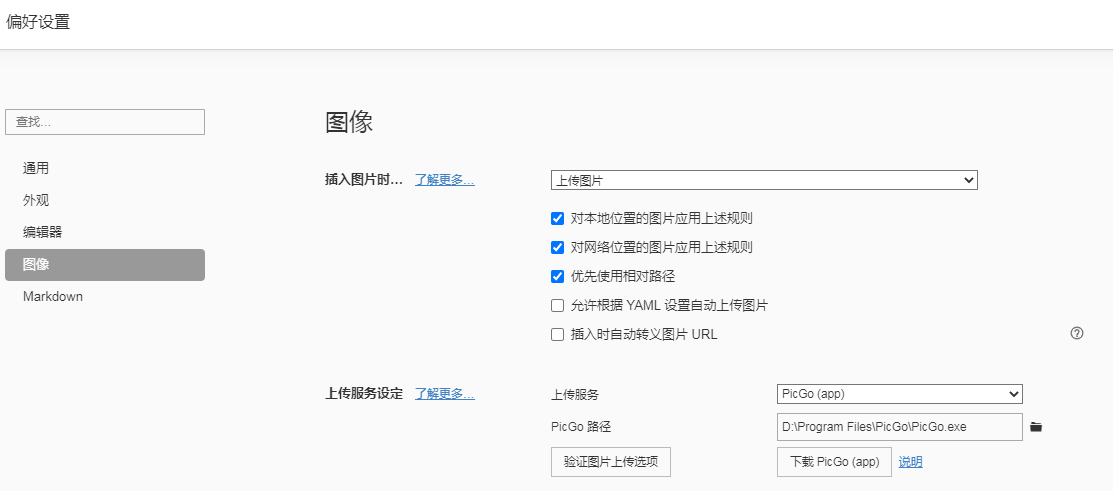 偏好设置
查找...
通用
外观
编辑器
图像
Markdown
图像
插入图片时... 了解更多... 上传图片
对本地位置的图片应用上述规则
对网络位置的图片应用上述规则
优先使用相对路径
允许根据 YAML 设置自动上传图片
插入时自动转义图片 URL ?
上传服务设定 了解更多... 上传服务 PicGo (app)
PicGo 路径 D:\Program Files\PicGo\PicGo.exe
验证图片上传选项 下载 PicGo (app) 说明